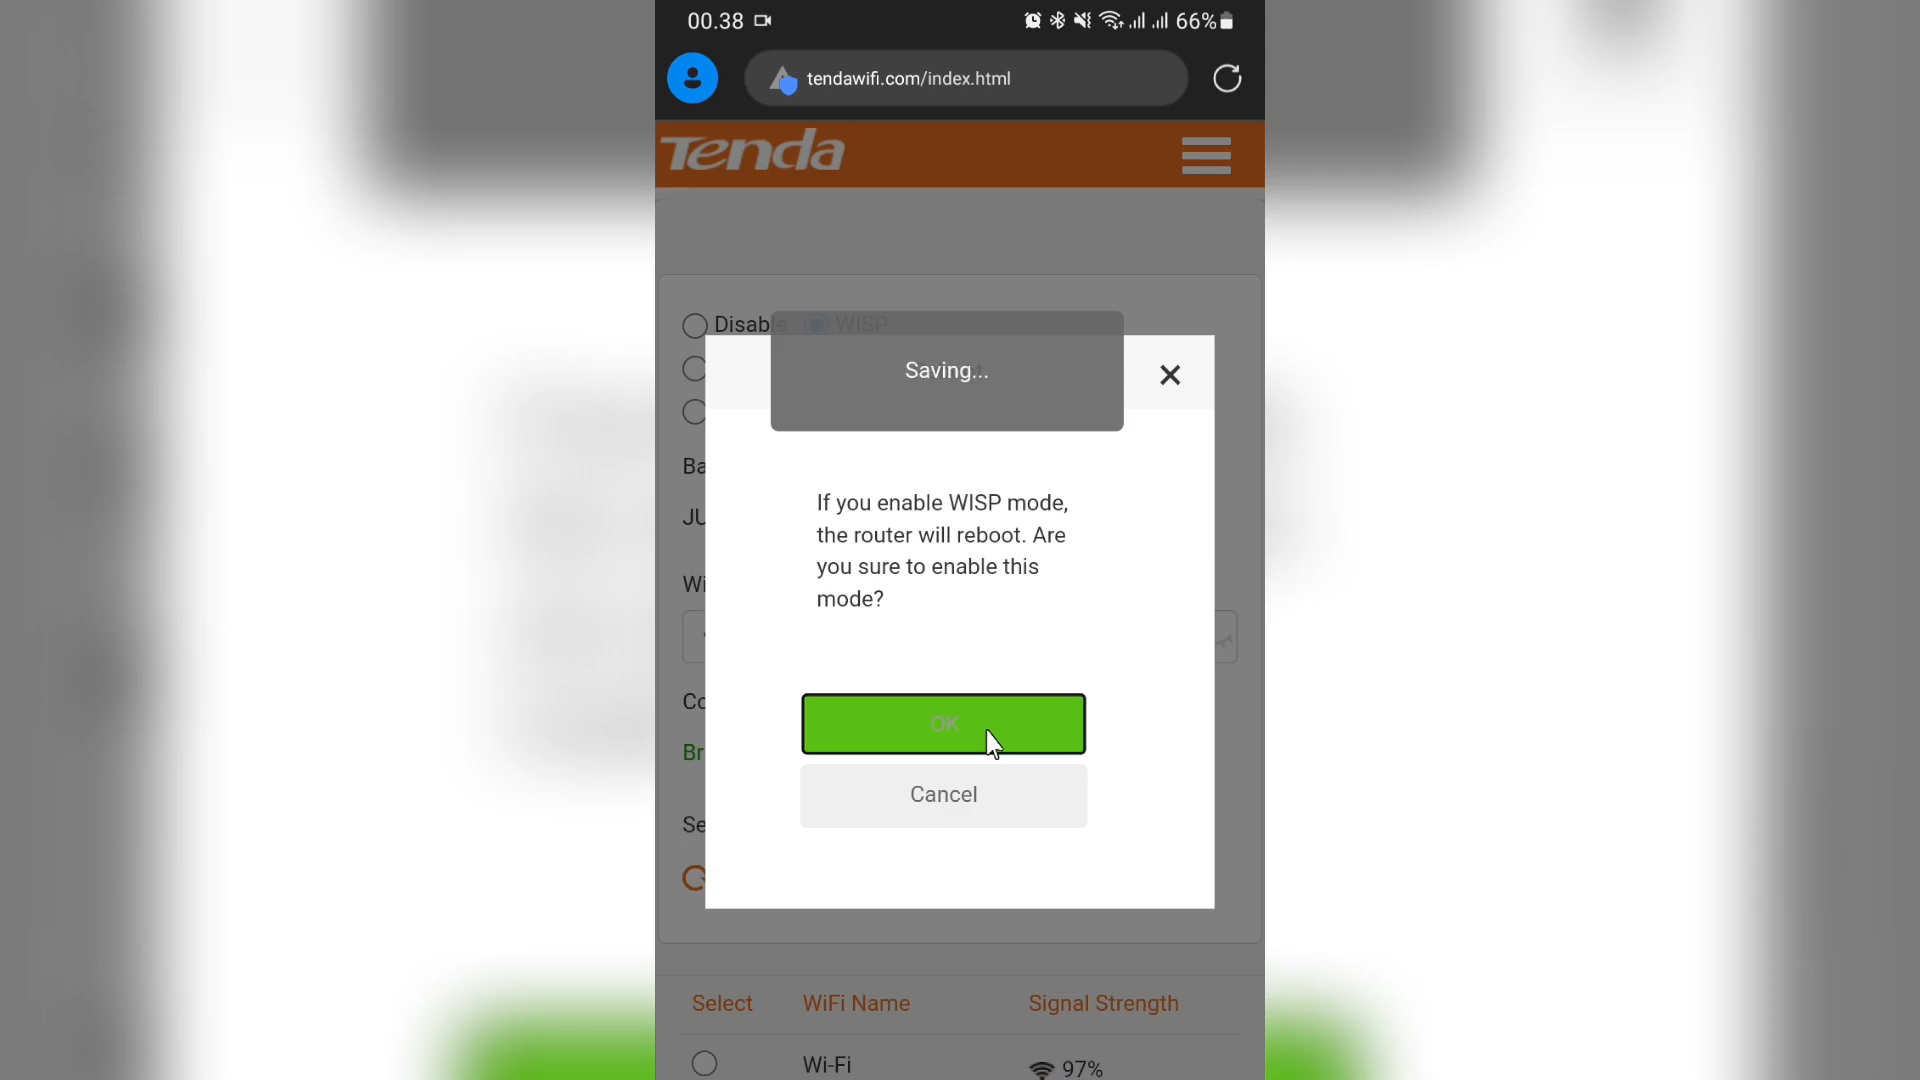 00.38
66%
tendawifi.com/index.html
Tenda
Disable WISP
Saving...
Ba
JU
If you enable WISP mode,
the router will reboot. Are
you sure to enable this
mode?
Wi
Co
OK
Br
Cancel
Se
Select WiFi Name Signal Strength
Wi-Fi 97%